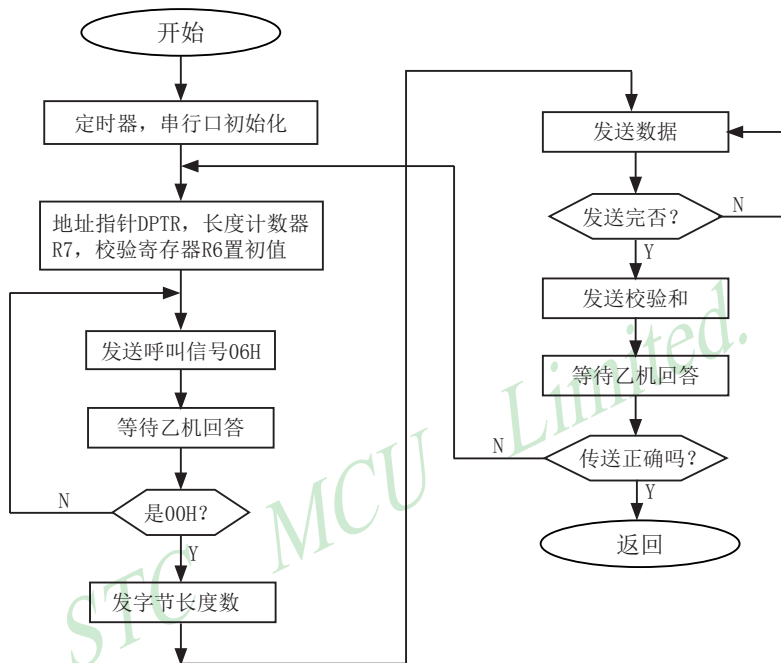 开始
定时器，串行口初始化
地址指针DPTR，长度计数器
R7，校验寄存器R6置初值
发送呼叫信号06H
等待乙机回答
是00H？
N
Y
发字节长度数
发送数据
发送完否？
N
Y
发送校验和
等待乙机回答
传送正确吗？
N
Y
返回
STC MCU Limited.